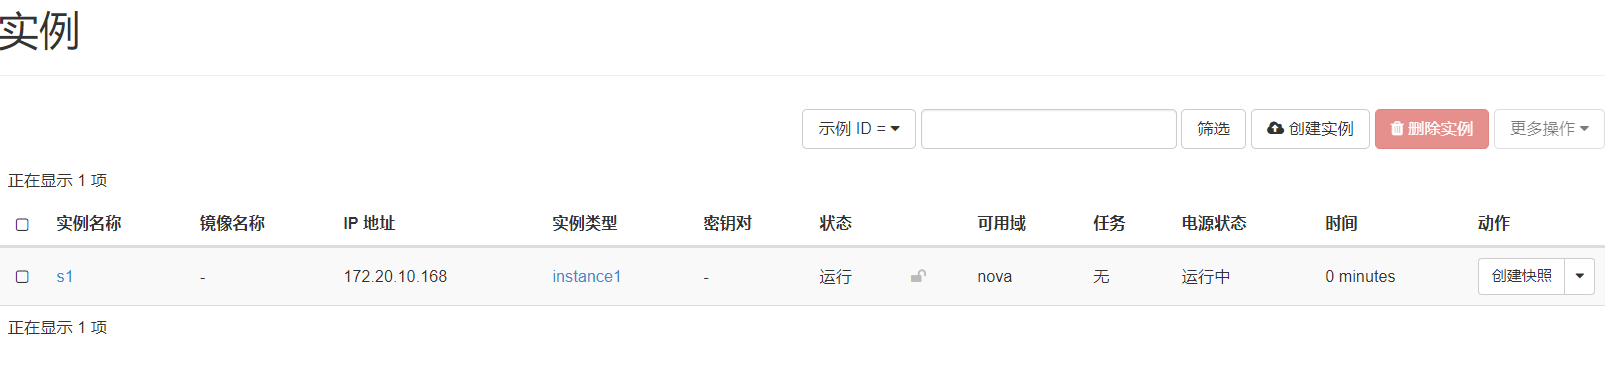 实例
示例 ID = 筛选 创建实例 删除实例 更多操作
正在显示 1 项
实例名称 镜像名称 IP 地址 实例类型 密钥对 状态 可用域 任务 电源状态 时间 动作
s1 - 172.20.10.168 instance1 - 运行 nova 无 运行中 0 minutes 创建快照
正在显示 1 项